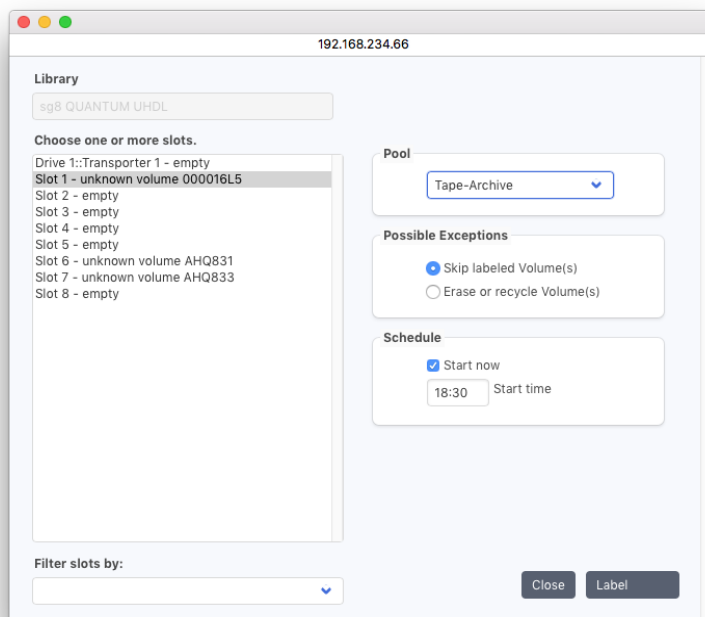 192.168.234.66
Library
sg8 QUANTUM UHDL
Choose one or more slots.
Drive 1::Transporter 1 - empty
Slot 1 - unknown volume 000016L5
Slot 2 - empty
Slot 3 - empty
Slot 4 - empty
Slot 5 - empty
Slot 6 - unknown volume AHQ831
Slot 7 - unknown volume AHQ833
Slot 8 - empty
Filter slots by:
Pool
Tape-Archive
Possible Exceptions
Skip labeled Volume(s)
Erase or recycle Volume(s)
Schedule
Start now
18:30 Start time
Close Label